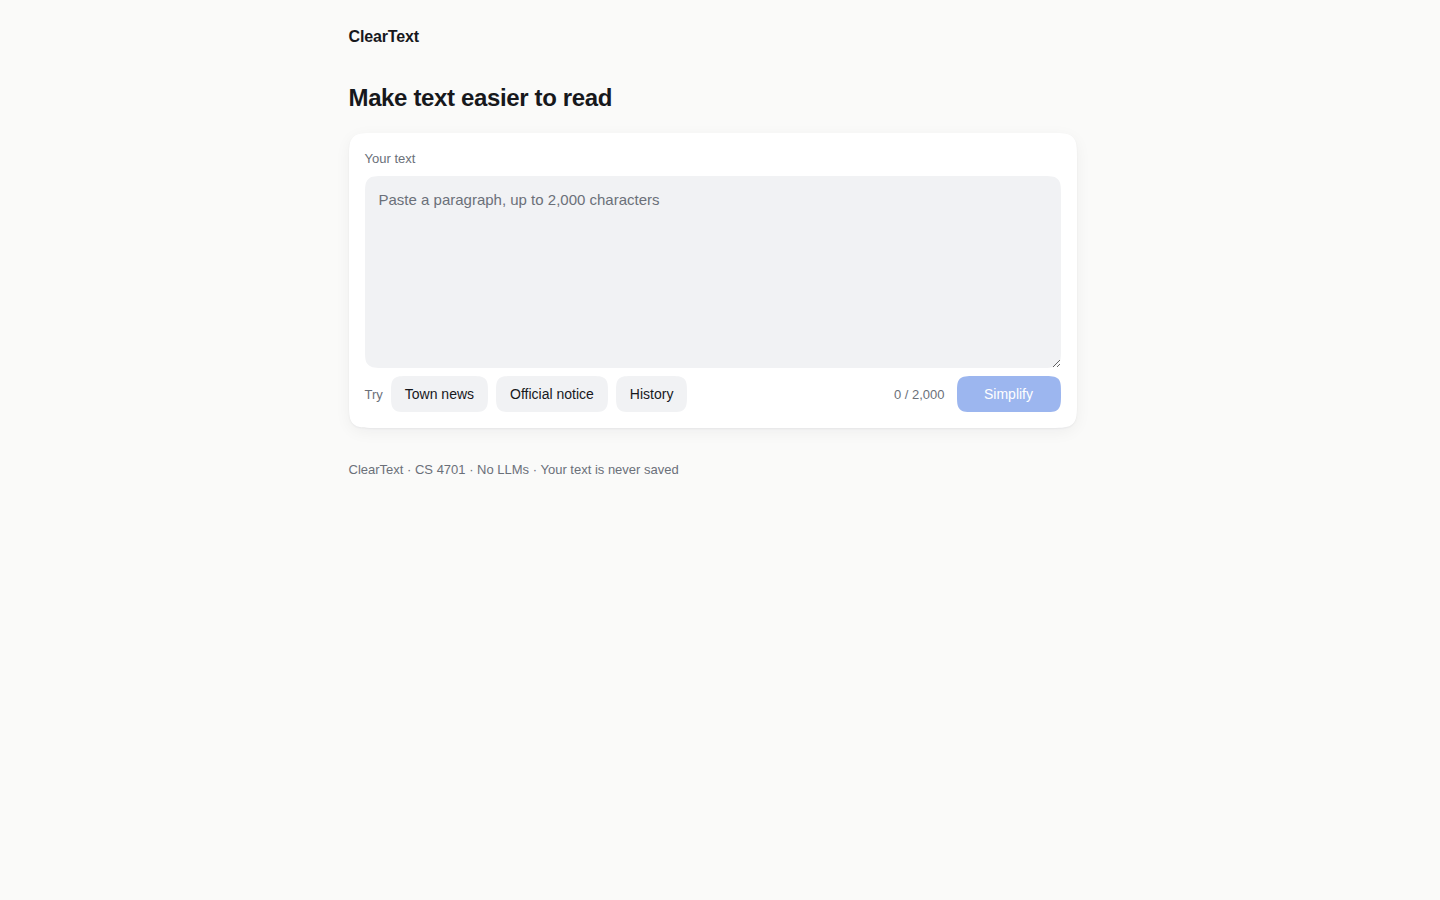 ClearText
Make text easier to read
Your text
Paste a paragraph, up to 2,000 characters
Try Town news Official notice History 0 / 2,000 Simplify
ClearText · CS 4701 · No LLMs · Your text is never saved